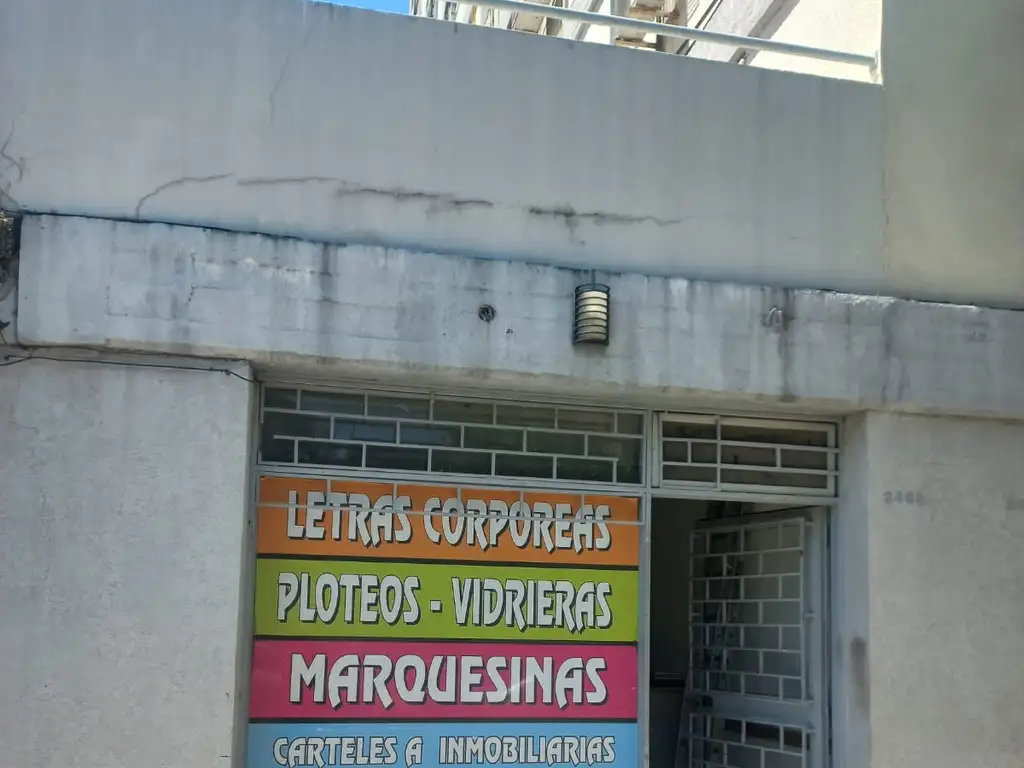 LETRAS CORPOREAS
PLOTEOS - VIDRIERAS
MARQUESINAS
CARTELES A INMOBILIARIAS